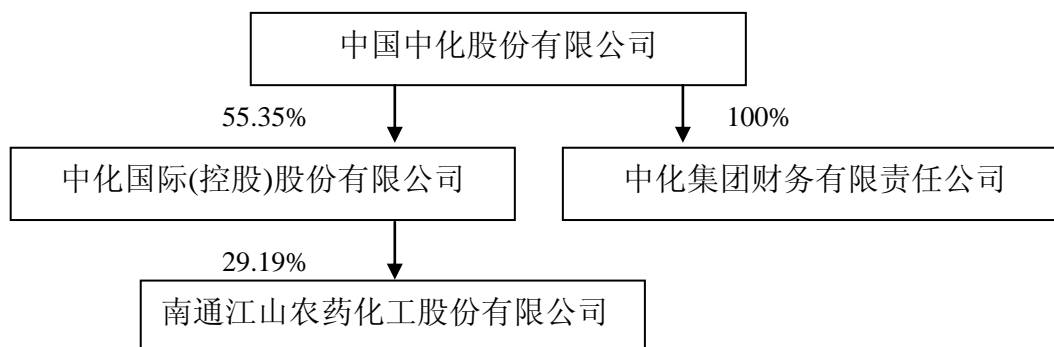 中国中化股份有限公司
55.35%
100%
中化国际(控股)股份有限公司
中化集团财务有限责任公司
29.19%
南通江山农药化工股份有限公司